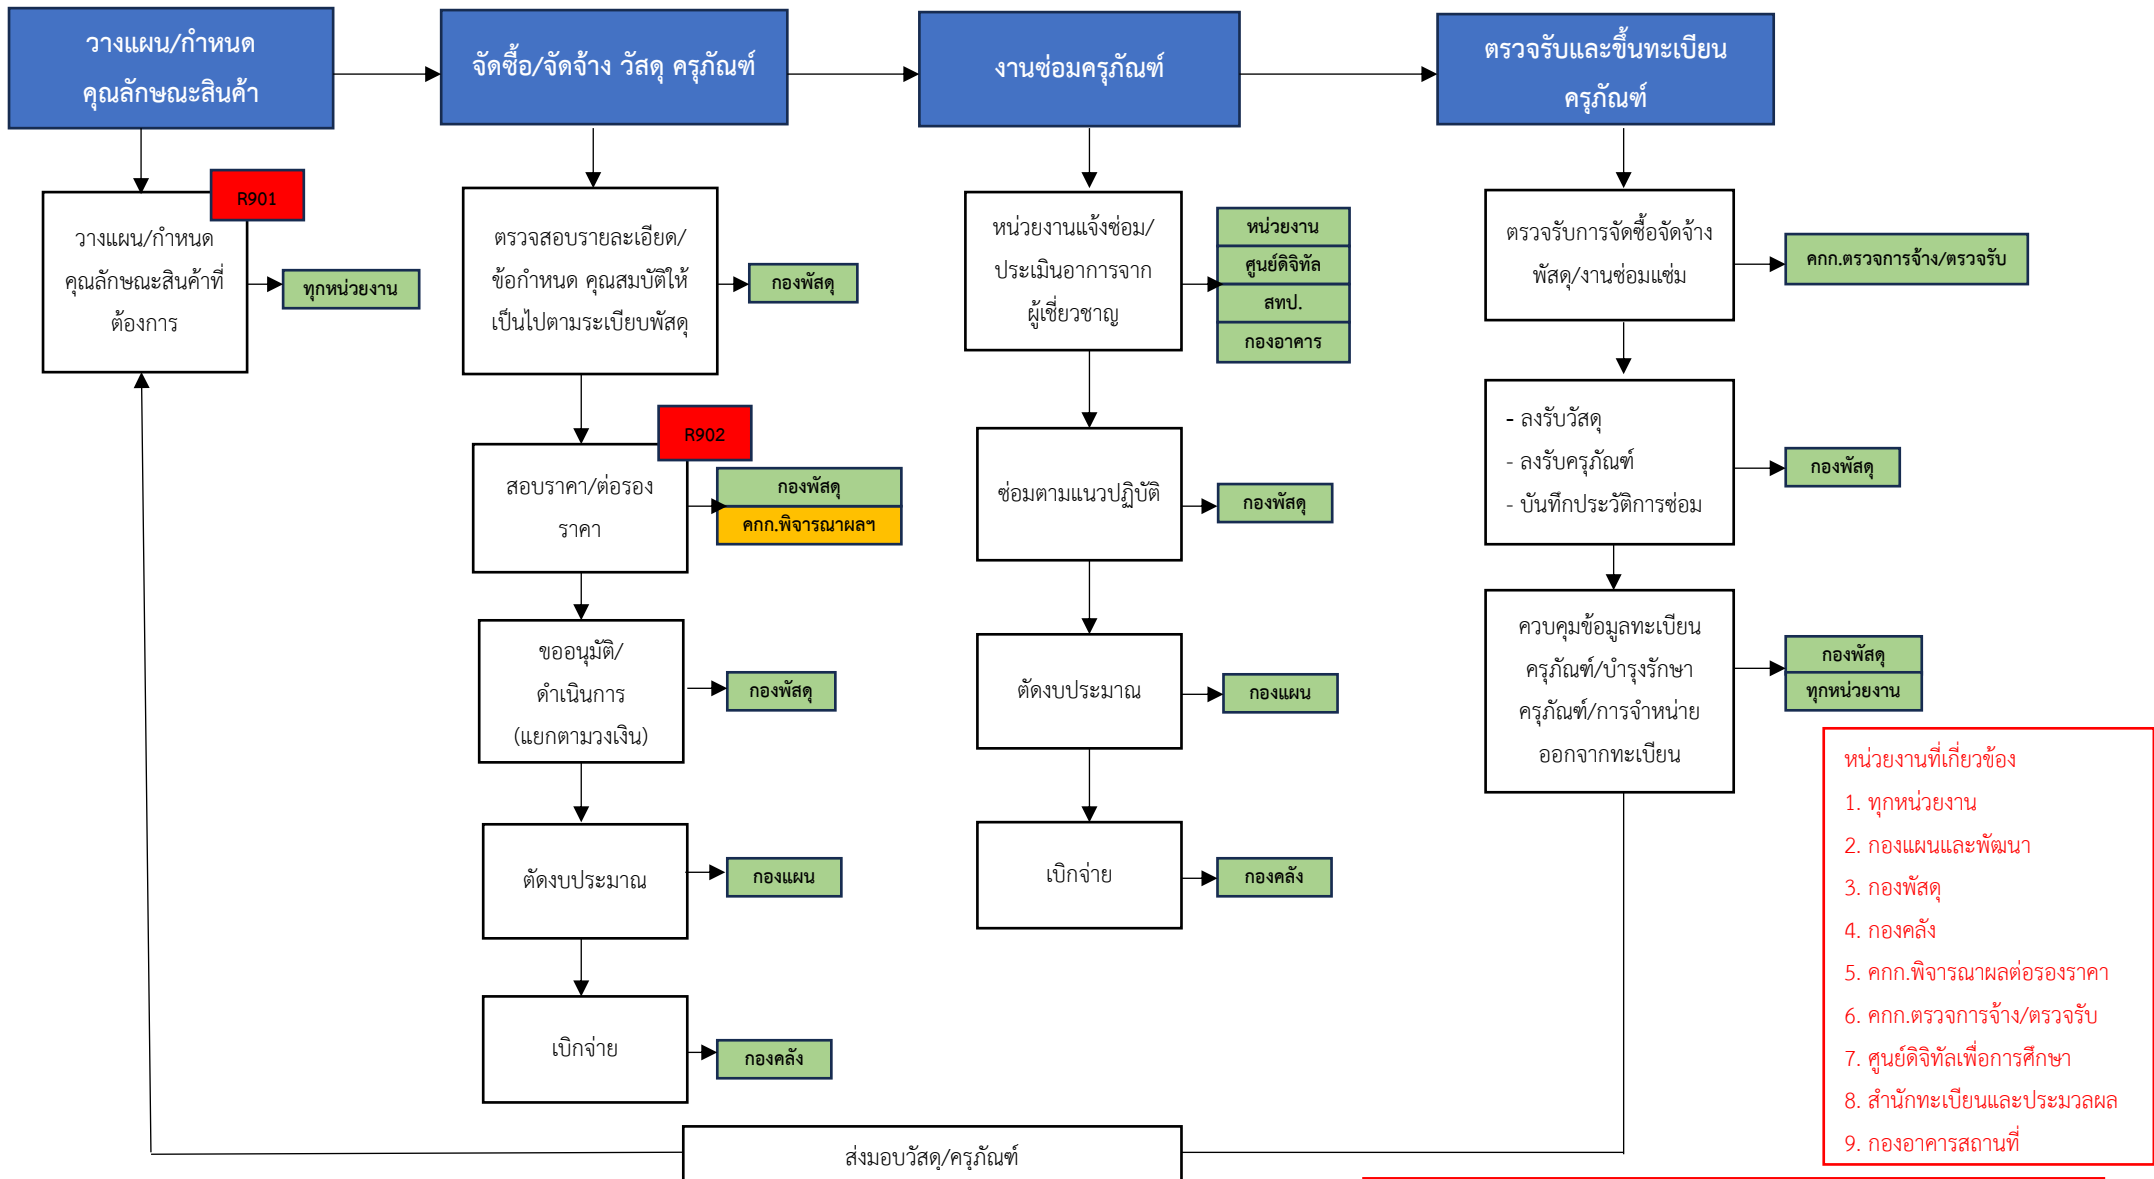 วางแผน/กำหนด
คุณลักษณะสินค้า
จัดซื้อ/จัดจ้าง วัสดุ ครุภัณฑ์
งานซ่อมครุภัณฑ์
ตรวจรับและขึ้นทะเบียน
ครุภัณฑ์
R901
วางแผน/กำหนด
คุณลักษณะสินค้าที่
ต้องการ
ทุกหน่วยงาน
ตรวจสอบรายละเอียด/
ข้อกำหนด คุณสมบัติให้
เป็นไปตามระเบียบพัสดุ
กองพัสดุ
R902
สอบราคา/ต่อรอง
ราคา
กองพัสดุ
คกก.พิจารณาผลฯ
ขออนุมัติ/
ดำเนินการ
(แยกตามวงเงิน)
กองพัสดุ
ตัดงบประมาณ
กองแผน
เบิกจ่าย
กองคลัง
หน่วยงานแจ้งซ่อม/
ประเมินอาการจาก
ผู้เชี่ยวชาญ
หน่วยงาน
ศูนย์ดิจิทัล
สทป.
กองอาคาร
ซ่อมตามแนวปฏิบัติ
กองพัสดุ
ตัดงบประมาณ
กองแผน
เบิกจ่าย
กองคลัง
ตรวจรับการจัดซื้อจัดจ้าง
พัสดุ/งานซ่อมแซ่ม
คกก.ตรวจการจ้าง/ตรวจรับ
- ลงรับวัสดุ
- ลงรับครุภัณฑ์
- บันทึกประวัติการซ่อม
กองพัสดุ
ควบคุมข้อมูลทะเบียน
ครุภัณฑ์/บำรุงรักษา
ครุภัณฑ์/การจำหน่าย
ออกจากทะเบียน
กองพัสดุ
ทุกหน่วยงาน
ส่งมอบวัสดุ/ครุภัณฑ์
หน่วยงานที่เกี่ยวข้อง
1. ทุกหน่วยงาน
2. กองแผนและพัฒนา
3. กองพัสดุ
4. กองคลัง
5. คกก.พิจารณาผลต่อรองราคา
6. คกก.ตรวจการจ้าง/ตรวจรับ
7. ศูนย์ดิจิทัลเพื่อการศึกษา
8. สำนักทะเบียนและประมวลผล
9. กองอาคารสถานที่